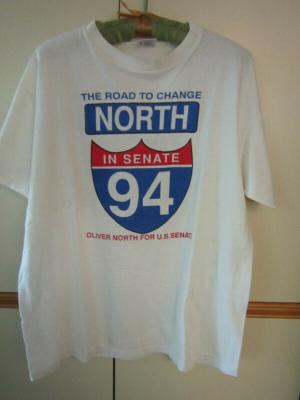 THE ROAD TO CHANGE
NORTH
IN SENATE
94
OLIVER NORTH FOR U.S. SENATE